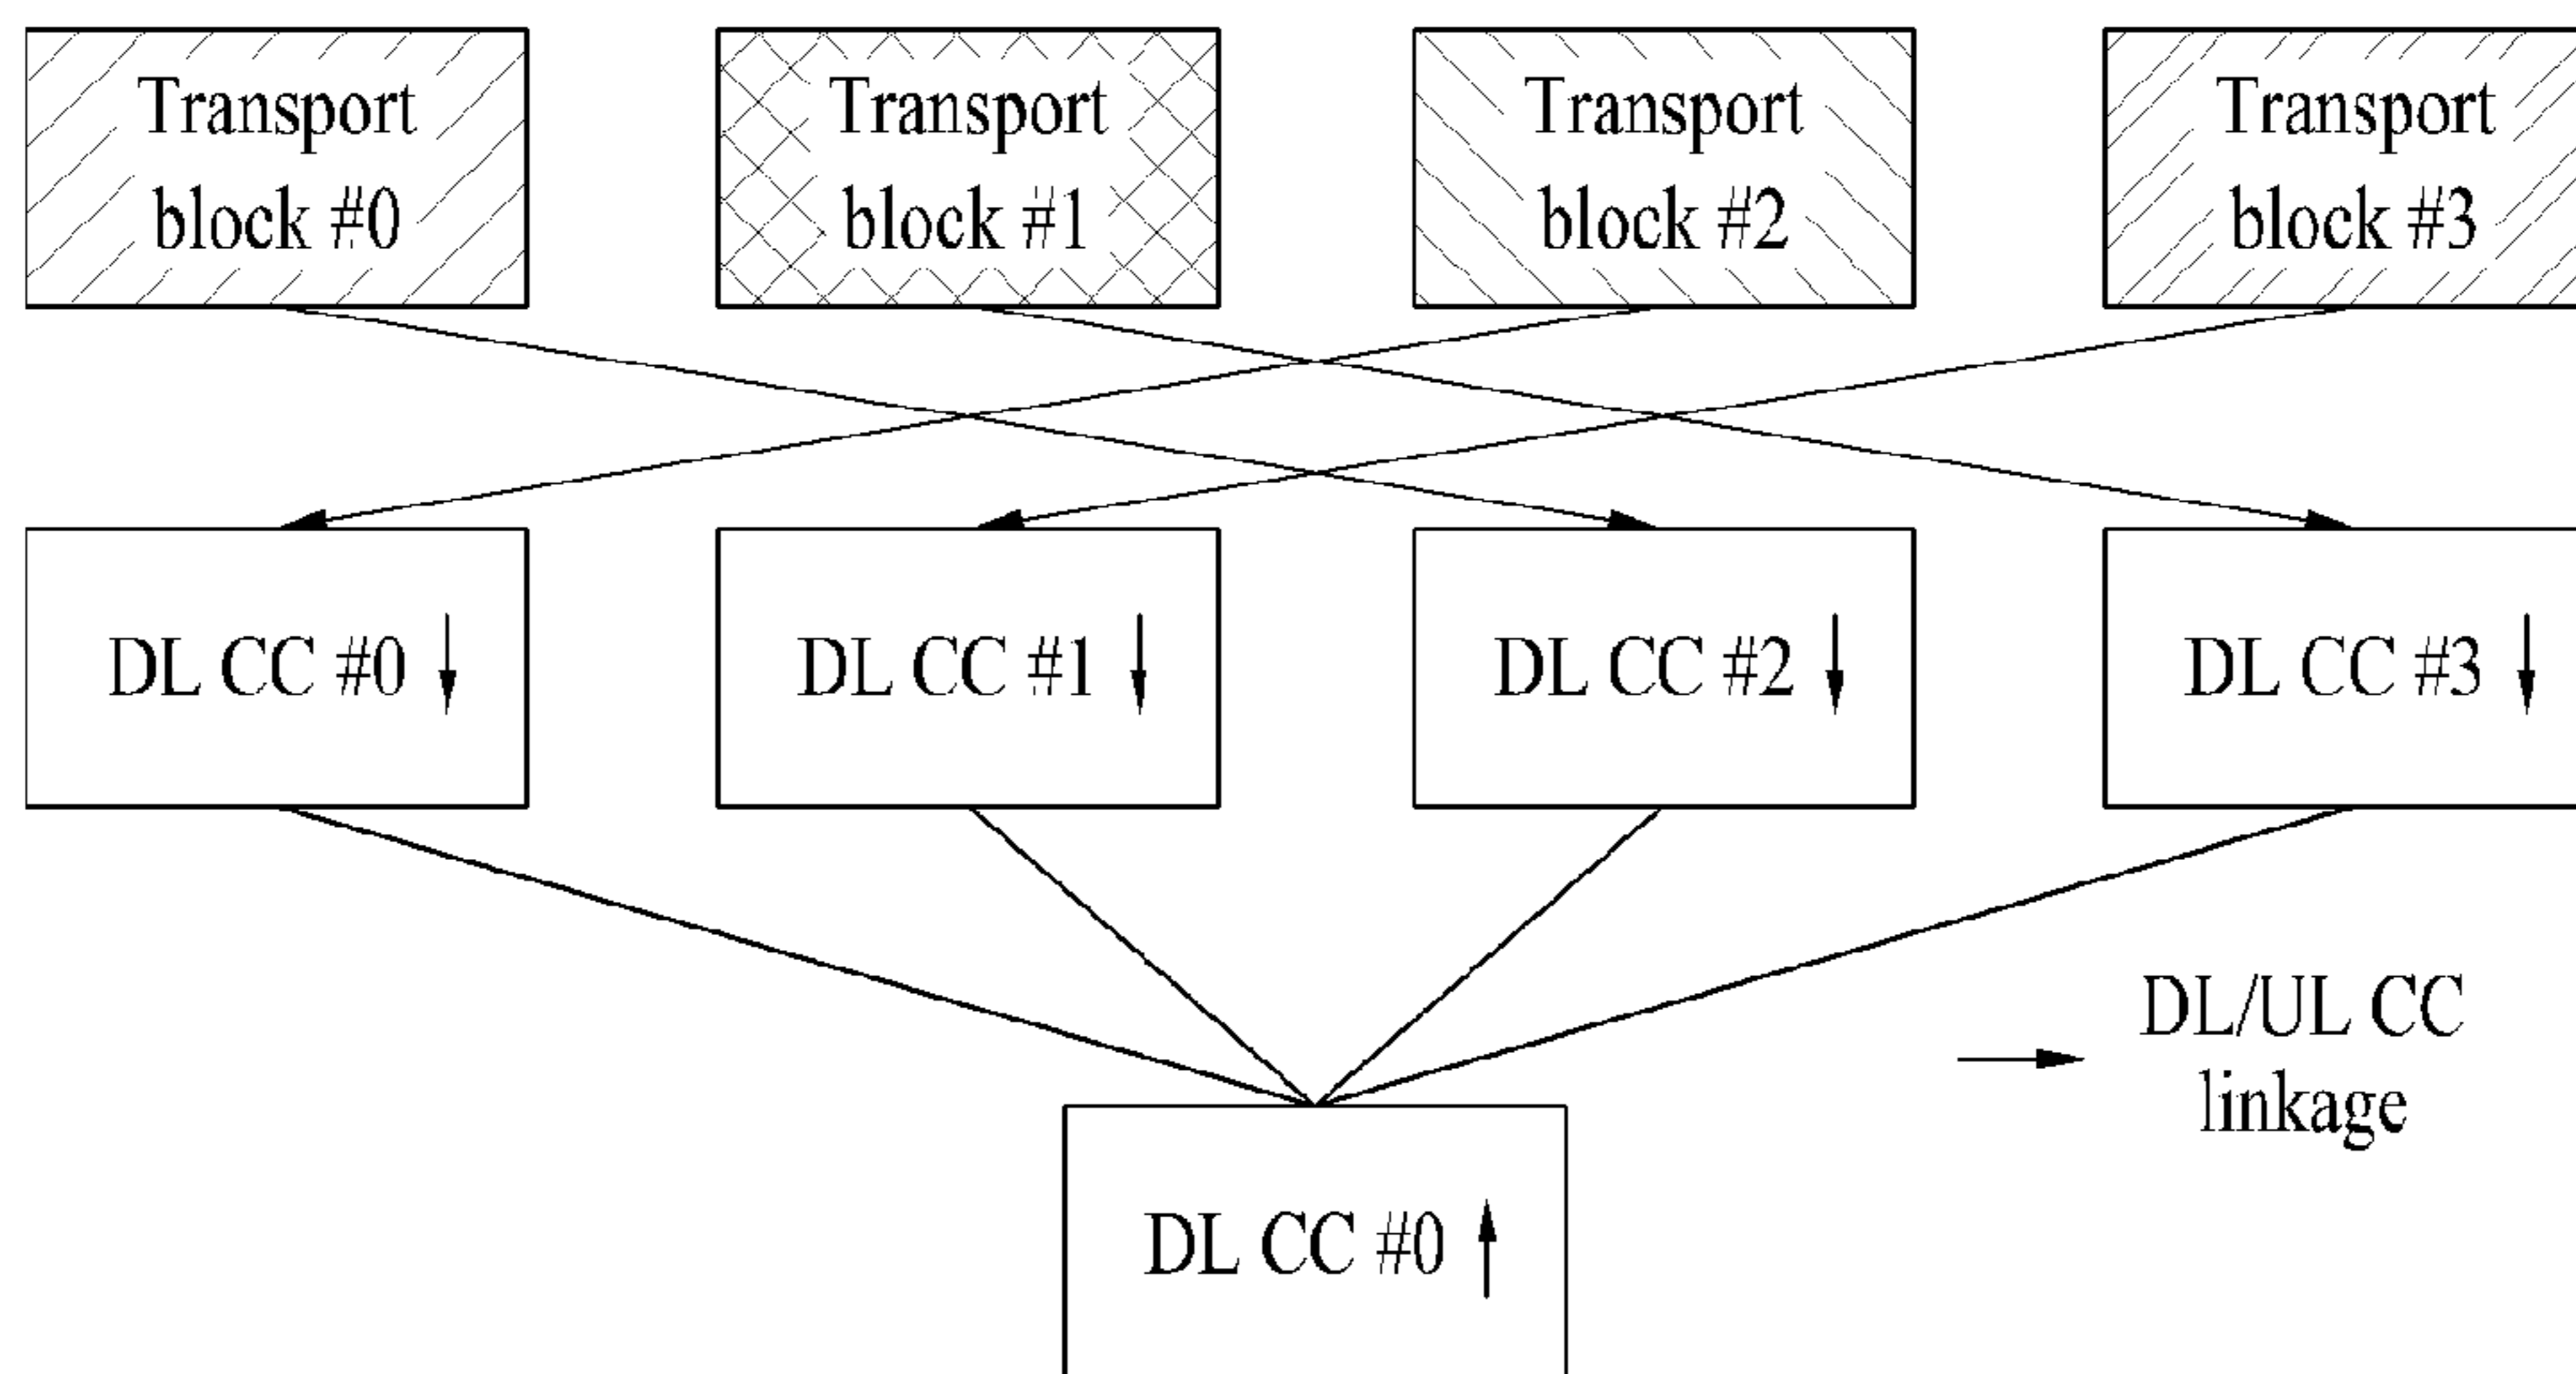 Transport
block #0
Transport
block #1
Transport
block #2
Transport
block #3
DL CC #0
DL CC #1
DL CC #2
DL CC #3
DL/UL CC
linkage
DL CC #0